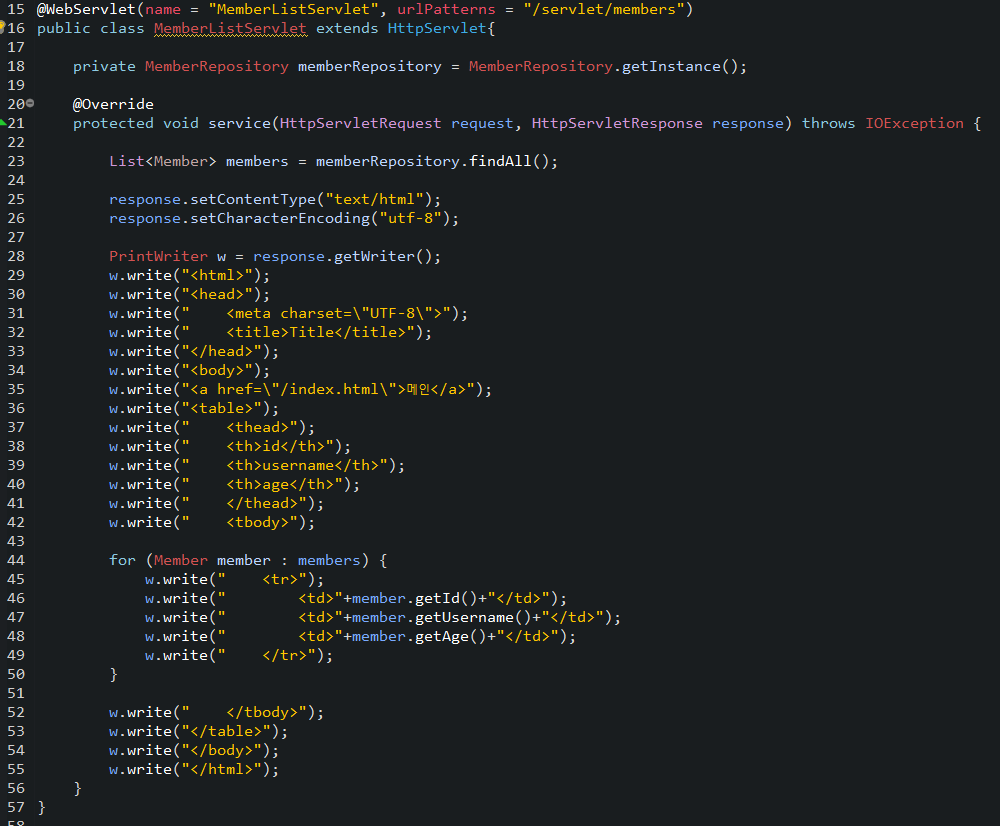 15 @WebServlet(name = "MemberListServlet", urlPatterns = "/servlet/members")
16 public class MemberListServlet extends HttpServlet{
17
18     private MemberRepository memberRepository = MemberRepository.getInstance();
19
20     @Override
21     protected void service(HttpServletRequest request, HttpServletResponse response) throws IOException {
22
23         List<Member> members = memberRepository.findAll();
24
25         response.setContentType("text/html");
26         response.setCharacterEncoding("utf-8");
27
28         PrintWriter w = response.getWriter();
29         w.write("<html>");
30         w.write("<head>");
31         w.write("    <meta charset=\"UTF-8\">");
32         w.write("    <title>Title</title>");
33         w.write("</head>");
34         w.write("<body>");
35         w.write("<a href=\"/index.html\">메인</a>");
36         w.write("<table>");
37         w.write("    <thead>");
38         w.write("    <th>id</th>");
39         w.write("    <th>username</th>");
40         w.write("    <th>age</th>");
41         w.write("    </thead>");
42         w.write("    <tbody>");
43
44         for (Member member : members) {
45             w.write("    <tr>");
46             w.write("        <td>"+member.getId()+"</td>");
47             w.write("        <td>"+member.getUsername()+"</td>");
48             w.write("        <td>"+member.getAge()+"</td>");
49             w.write("    </tr>");
50         }
51
52         w.write("    </tbody>");
53         w.write("</table>");
54         w.write("</body>");
55         w.write("</html>");
56     }
57 }
58